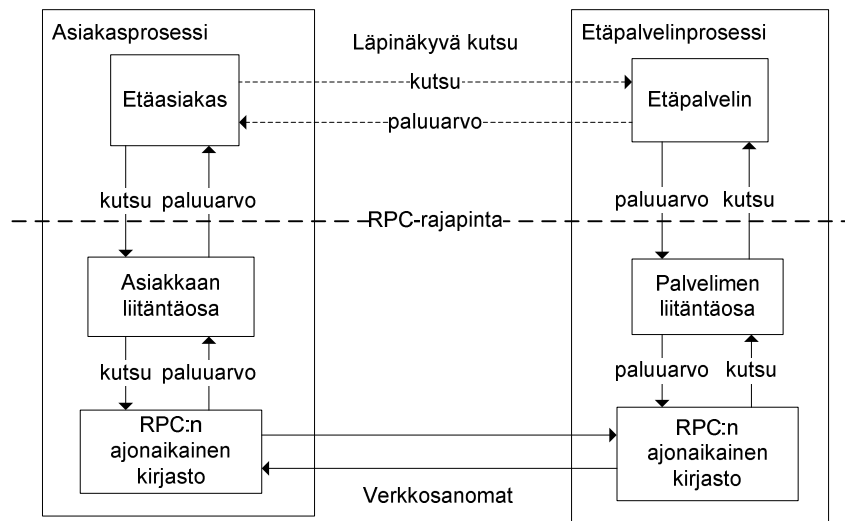 Asiakasprosessi
Läpinäkyvä kutsu
Etäpalvelinprosessi
Etäasiakas
kutsu
Etäpalvelin
paluuarvo
kutsu
paluuarvo
paluuarvo
kutsu
RPC-rajapinta
Asiakkaan
liitäntäosa
Palvelimen
liitäntäosa
kutsu
paluuarvo
paluuarvo
kutsu
RPC:n
ajonaikainen
kirjasto
RPC:n
ajonaikainen
kirjasto
Verkkosanomat